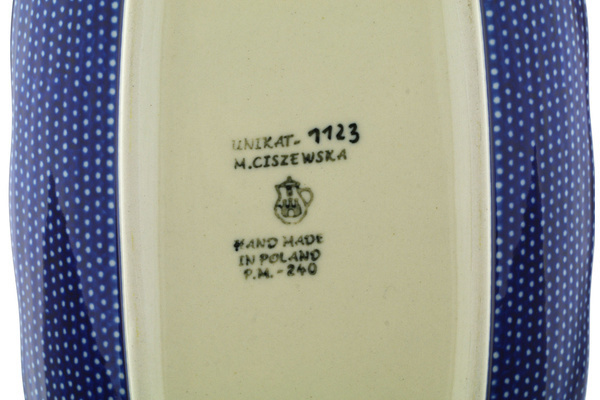 UNIKAT- 1123
M.CISZEWSKA
HAND MADE
IN POLAND
P.M.-240